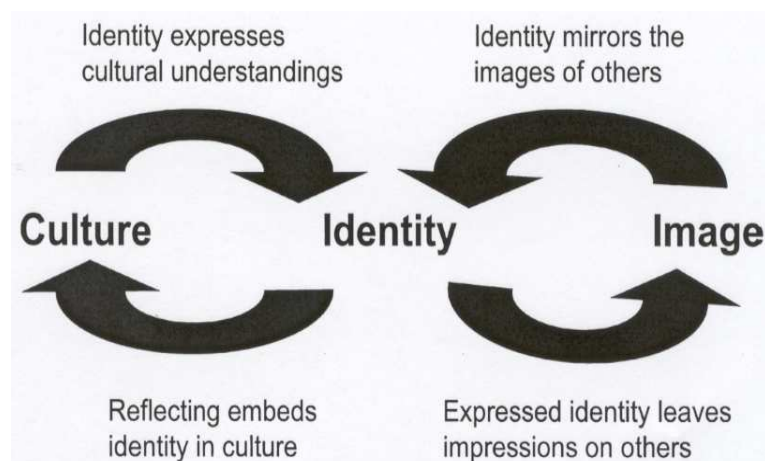 Identity expresses
cultural understandings
Identity mirrors the
images of others
Culture
Identity
Image
Reflecting embeds
identity in culture
Expressed identity leaves
impressions on others